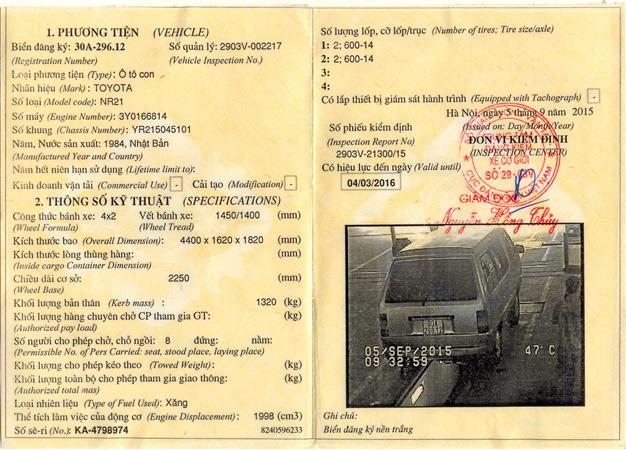 1. PHƯƠNG TIỆN (VEHICLE)
Biển đăng ký: 30A-296.12 Số quản lý: 2903V-002217
(Registration Number) (Vehicle Inspection No.)
Loại phương tiện (Type) : Ô tô con
Nhãn hiệu (Mark) : TOYOTA
Số loại (Model code): NR21
Số máy (Engine Number): 3Y0166814
Số khung (Chassis Number): YR215045101
Năm, Nước sản xuất: 1984, Nhật Bản
(Manufactured Year and Country)
Năm hết niên hạn sử dụng (Lifetime limit to):
Kinh doanh vận tải (Commercial Use) - Cải tạo (Modification) -
2. THÔNG SỐ KỸ THUẬT (SPECIFICATIONS)
Công thức bánh xe: 4x2 Vết bánh xe: 1450/1400 (mm)
(Wheel Formula) (Wheel Tread)
Kích thước bao (Overall Dimension): 4400 x 1620 x 1820 (mm)
Kích thước lòng thùng hàng: (mm)
(Inside cargo Container Dimension)
Chiều dài cơ sở: 2250 (mm)
(Wheel Base)
Khối lượng bản thân (Kerb mass) : 1320 (kg)
Khối lượng hàng chuyên chở CP tham gia GT: (kg)
(Authorized pay load)
Số người cho phép chở, chỗ ngồi: 8 đứng: nằm:
(Permissible No. of Pers Carried: seat, stood place, laying place)
Khối lượng cho phép kéo theo (Towed Weight): (kg)
Khối lượng toàn bộ cho phép tham gia giao thông: (kg)
(Authorized total mas)
Loại nhiên liệu (Type of Fuel Used): Xăng
Thể tích làm việc của động cơ (Engine Displacement): 1998 (cm3)
Số sê-ri (No.) KA-4798974 8240596233
Số lượng lốp, cỡ lốp/trục (Number of tires; Tire size/axle)
1: 2; 600-14
2: 2; 600-14
3:
4:
Có lắp thiết bị giám sát hành trình (Equipped with Tachograph) -
Hà Nội, ngày 5 tháng 9 năm 2015
Số phiếu kiểm định (Issued on: Day/Month/Year)
(Inspection Report No) ĐƠN VỊ KIỂM ĐỊNH
2903V-21300/15 (INSPECTION CENTER)
Có hiệu lực đến ngày (Valid until)
04/03/2016
XE CƠ GIỚI
CỤC ĐĂNG KIỂM VIỆT NAM
GIÁM ĐỐC
Nguyễn Hồng Thủy
05/SEP/2015 47°C
09:32:59
Ghi chú:
Biển đăng ký nền trắng